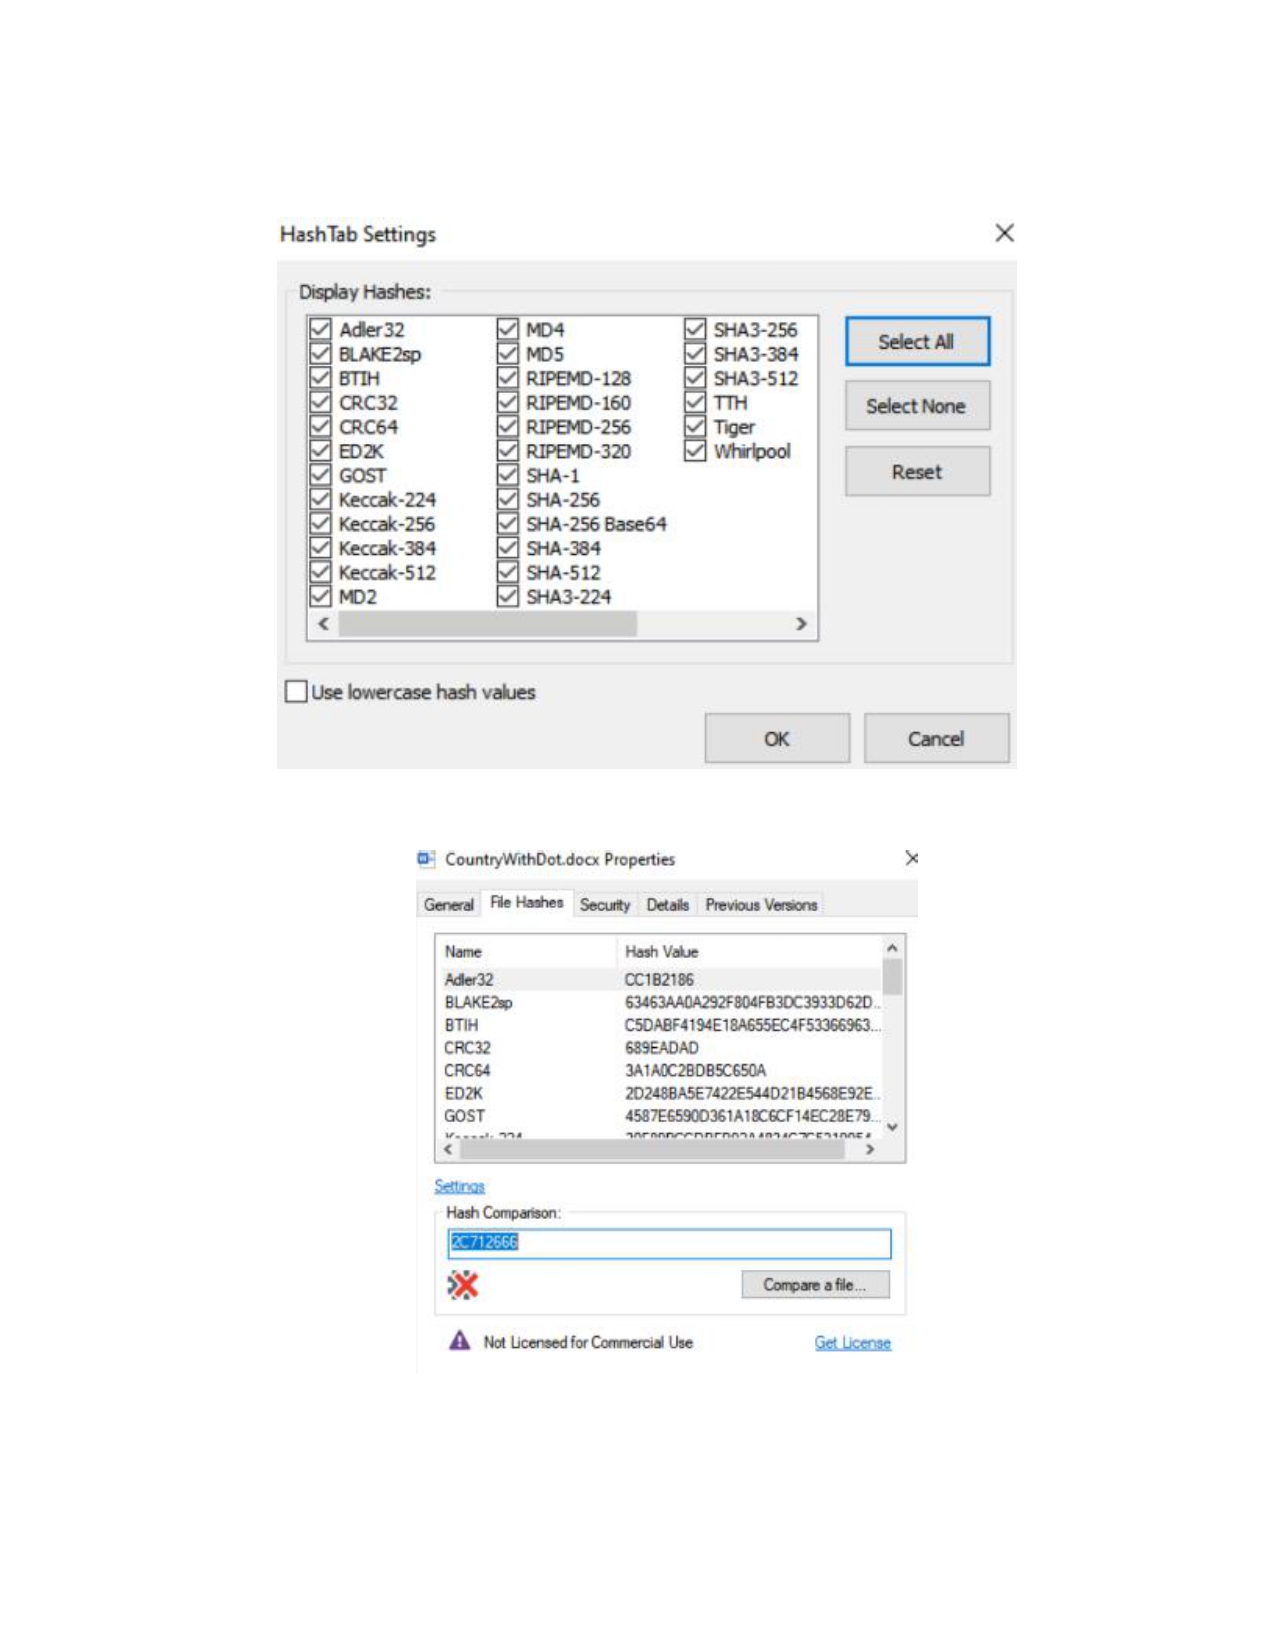 HashTab Settings
Display Hashes:
Adler32 MD4 SHA3-256
BLAKE2sp MD5 SHA3-384
BTIH RIPEMD-128 SHA3-512
CRC32 RIPEMD-160 TTH
CRC64 RIPEMD-256 Tiger
ED2K RIPEMD-320 Whirlpool
GOST SHA-1
Keccak-224 SHA-256
Keccak-256 SHA-256 Base64
Keccak-384 SHA-384
Keccak-512 SHA-512
MD2 SHA3-224
Select All
Select None
Reset
Use lowercase hash values
OK Cancel
CountryWithDot.docx Properties
General File Hashes Security Details Previous Versions
Name Hash Value
Adler32 CC1B2186
BLAKE2sp 63463AA0A292F804FB3DC3933D62D...
BTIH C5DABF4194E18A655EC4F53366963...
CRC32 689EADAD
CRC64 3A1A0C2BDB5C650A
ED2K 2D248BA5E7422E544D21B4568E92E...
GOST 4587E6590D361A18C6CF14EC28E79...
Keccak-224
Settings
Hash Comparison:
2C712666
Compare a file...
Not Licensed for Commercial Use Get License